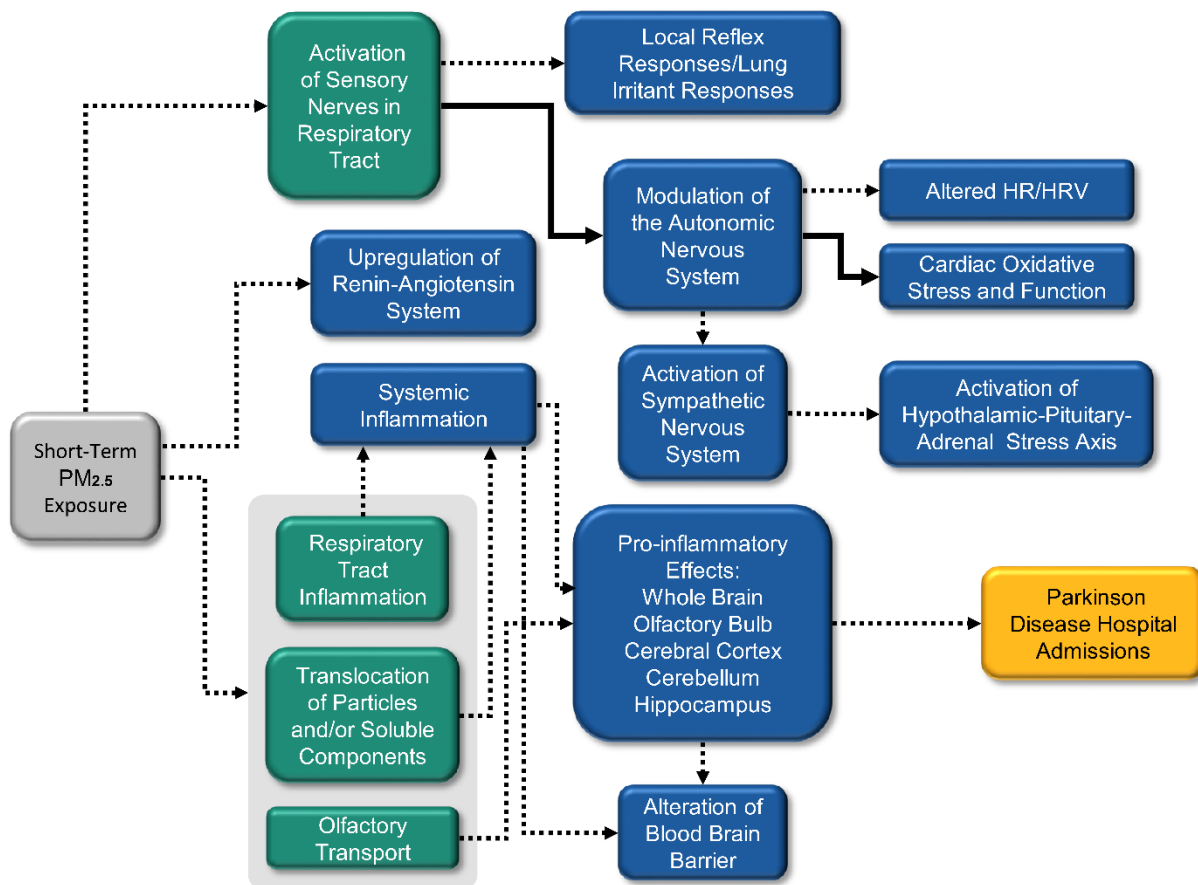 Activation
of Sensory
Nerves in
Respiratory
Tract
Local Reflex
Responses/Lung
Irritant Responses
Modulation of
the Autonomic
Nervous
System
Altered HR/HRV
Cardiac Oxidative
Stress and Function
Upregulation of
Renin-Angiotensin
System
Systemic
Inflammation
Activation of
Sympathetic
Nervous
System
Activation of
Hypothalamic-Pituitary-
Adrenal Stress Axis
Short-Term
PM2.5
Exposure
Respiratory
Tract
Inflammation
Translocation
of Particles
and/or Soluble
Components
Olfactory
Transport
Pro-inflammatory
Effects:
Whole Brain
Olfactory Bulb
Cerebral Cortex
Cerebellum
Hippocampus
Parkinson
Disease Hospital
Admissions
Alteration of
Blood Brain
Barrier